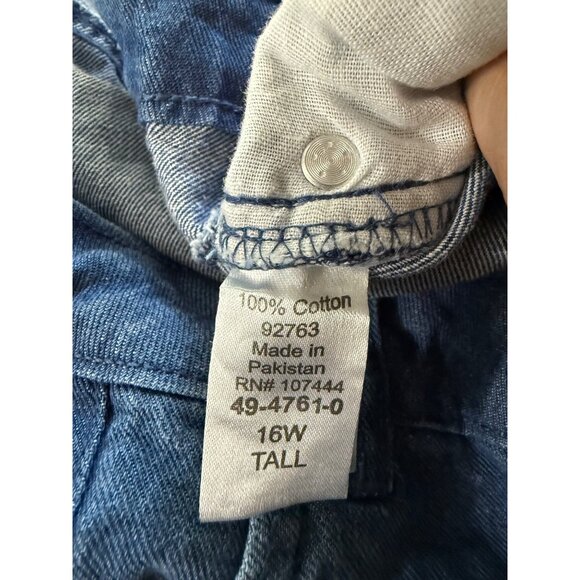 100% Cotton
92763
Made in
Pakistan
RN# 107444
49-4761-0
16W
TALL